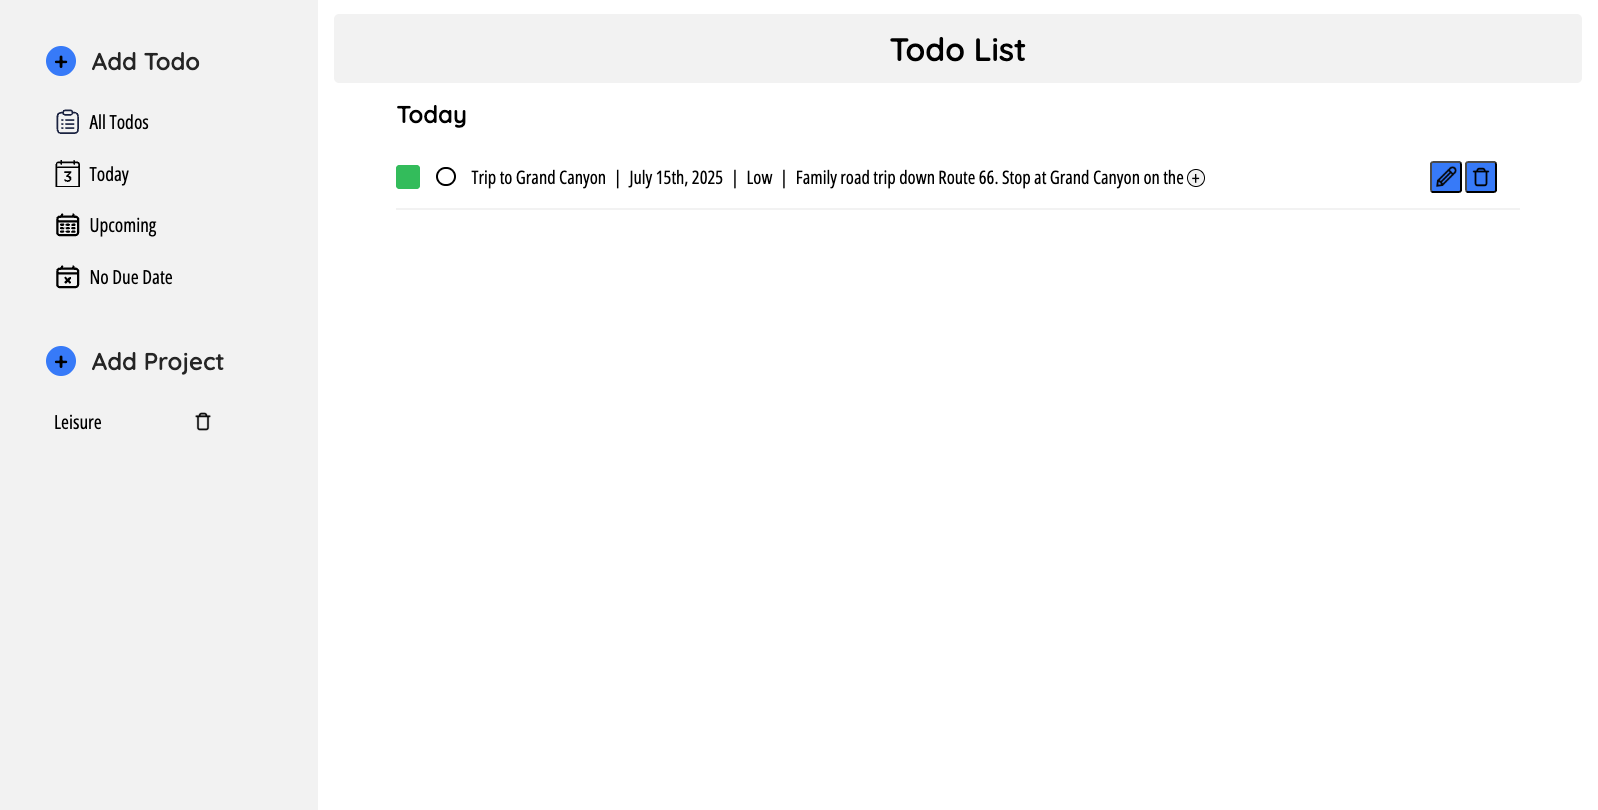 Add Todo
All Todos
3
Today
Upcoming
No Due Date
Add Project
Leisure
Todo List
Today
Trip to Grand Canyon | July 15th, 2025 | Low | Family road trip down Route 66. Stop at Grand Canyon on the